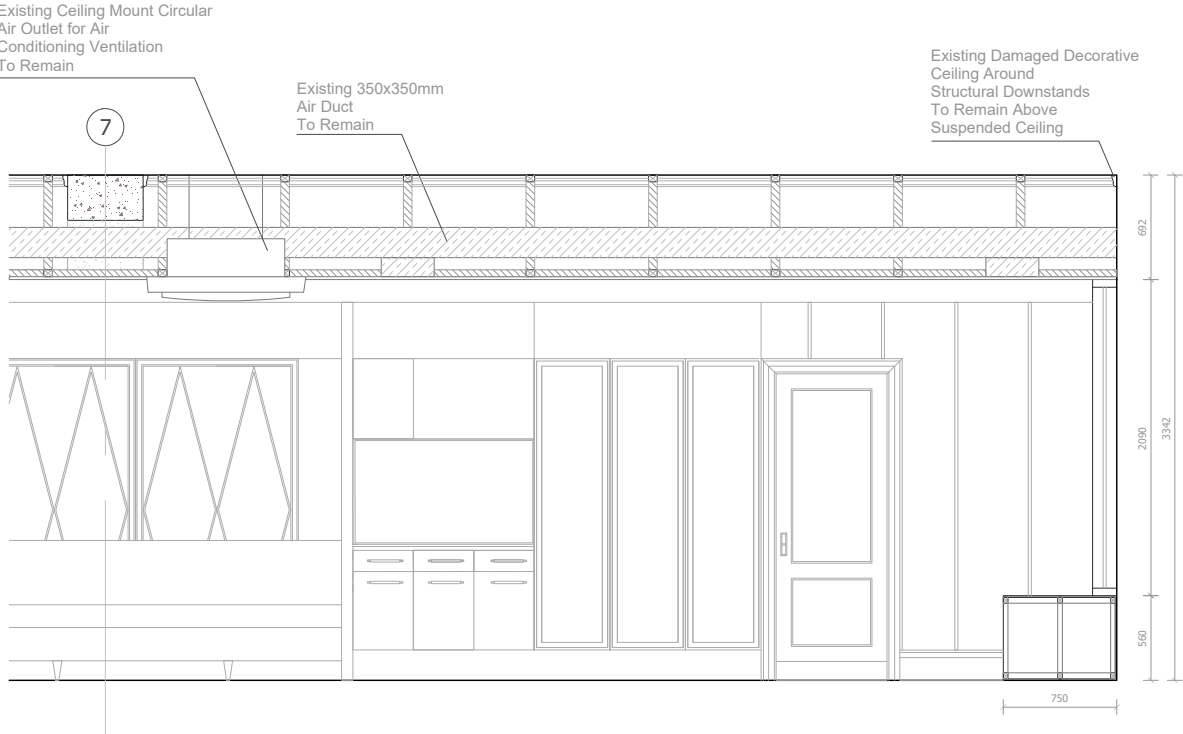 Existing Ceiling Mount Circular
Air Outlet for Air
Conditioning Ventilation
To Remain
Existing 350x350mm
Air Duct
To Remain
Existing Damaged Decorative
Ceiling Around
Structural Downstands
To Remain Above
Suspended Ceiling
7
692
2090
3342
560
750